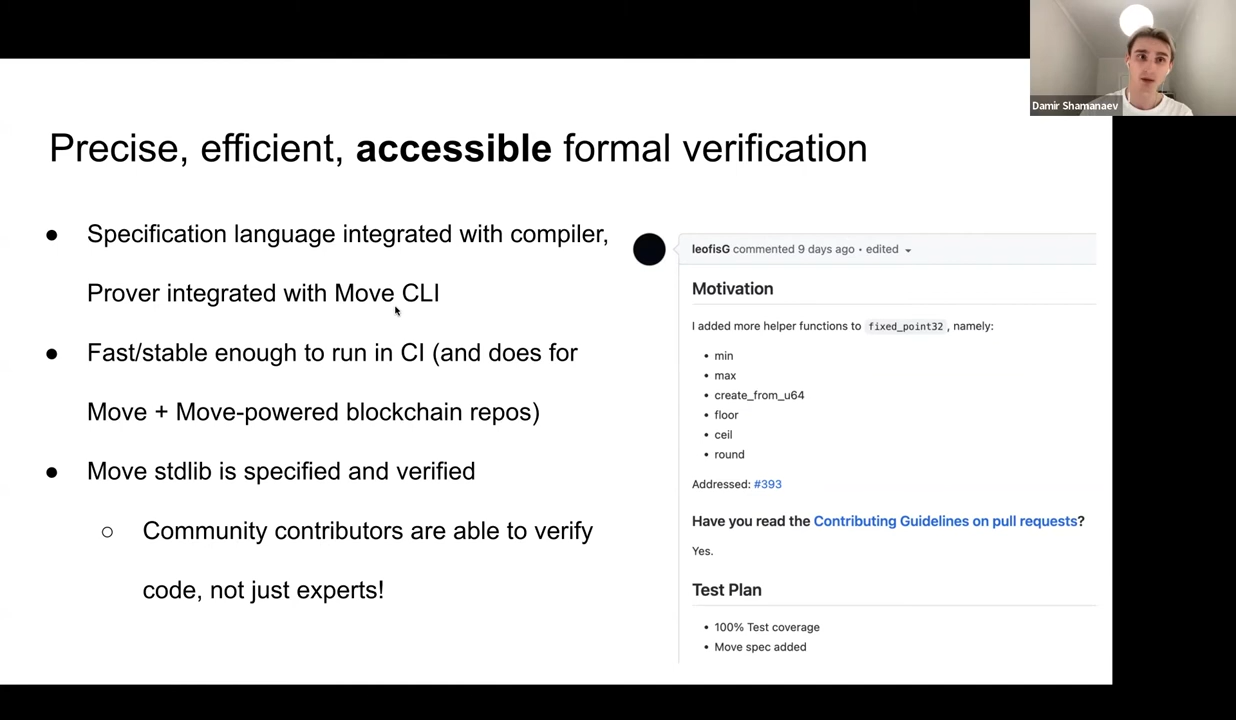 Damir Shamanaev
Precise, efficient, accessible formal verification
● Specification language integrated with compiler,
Prover integrated with Move CLI
● Fast/stable enough to run in CI (and does for
Move + Move-powered blockchain repos)
● Move stdlib is specified and verified
○ Community contributors are able to verify
code, not just experts!
leofisG commented 9 days ago • edited
Motivation
I added more helper functions to fixed_point32, namely:
• min
• max
• create_from_u64
• floor
• ceil
• round
Addressed: #393
Have you read the Contributing Guidelines on pull requests?
Yes.
Test Plan
• 100% Test coverage
• Move spec added